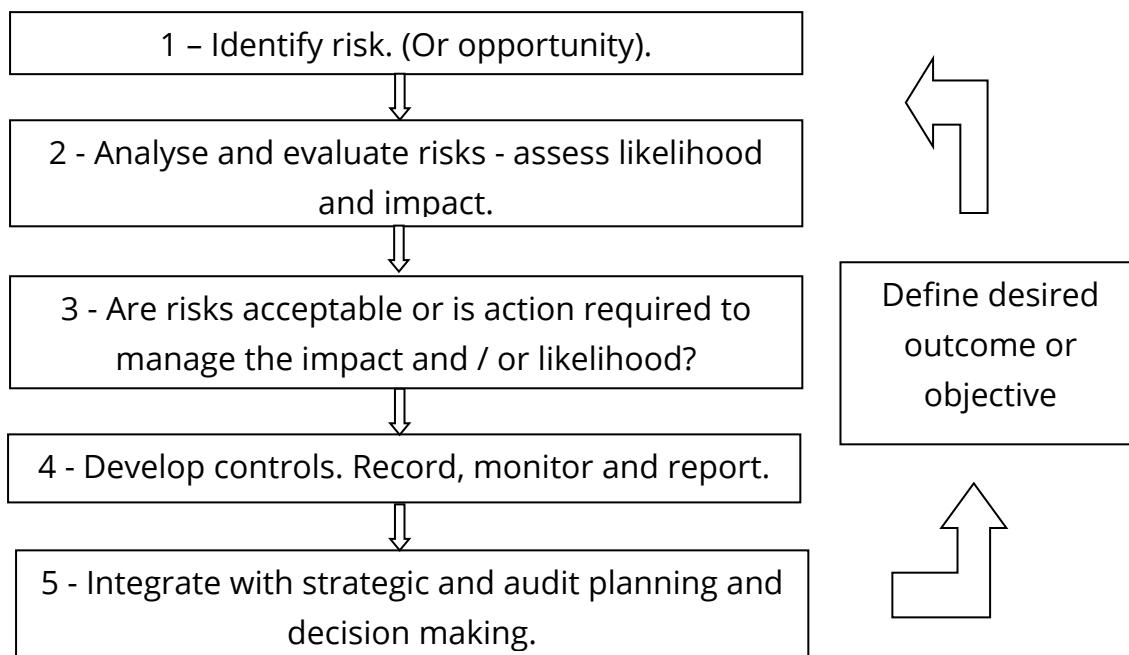 1 – Identify risk. (Or opportunity).
2 - Analyse and evaluate risks - assess likelihood
and impact.
3 - Are risks acceptable or is action required to
manage the impact and / or likelihood?
4 - Develop controls. Record, monitor and report.
5 - Integrate with strategic and audit planning and
decision making.
Define desired
outcome or
objective